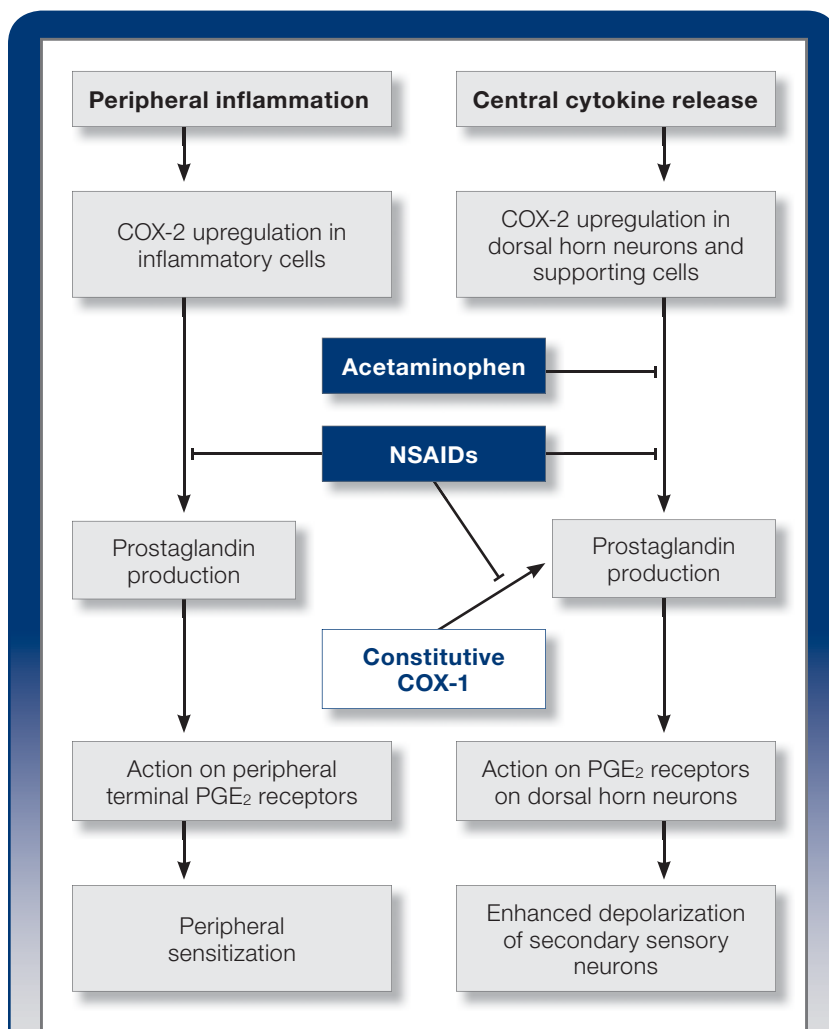 Peripheral inflammation
Central cytokine release
COX-2 upregulation in
inflammatory cells
COX-2 upregulation in
dorsal horn neurons and
supporting cells
Acetaminophen
NSAIDs
Prostaglandin
production
Prostaglandin
production
Constitutive
COX-1
Action on peripheral
terminal PGE₂ receptors
Action on PGE₂ receptors
on dorsal horn neurons
Peripheral
sensitization
Enhanced depolarization
of secondary sensory
neurons